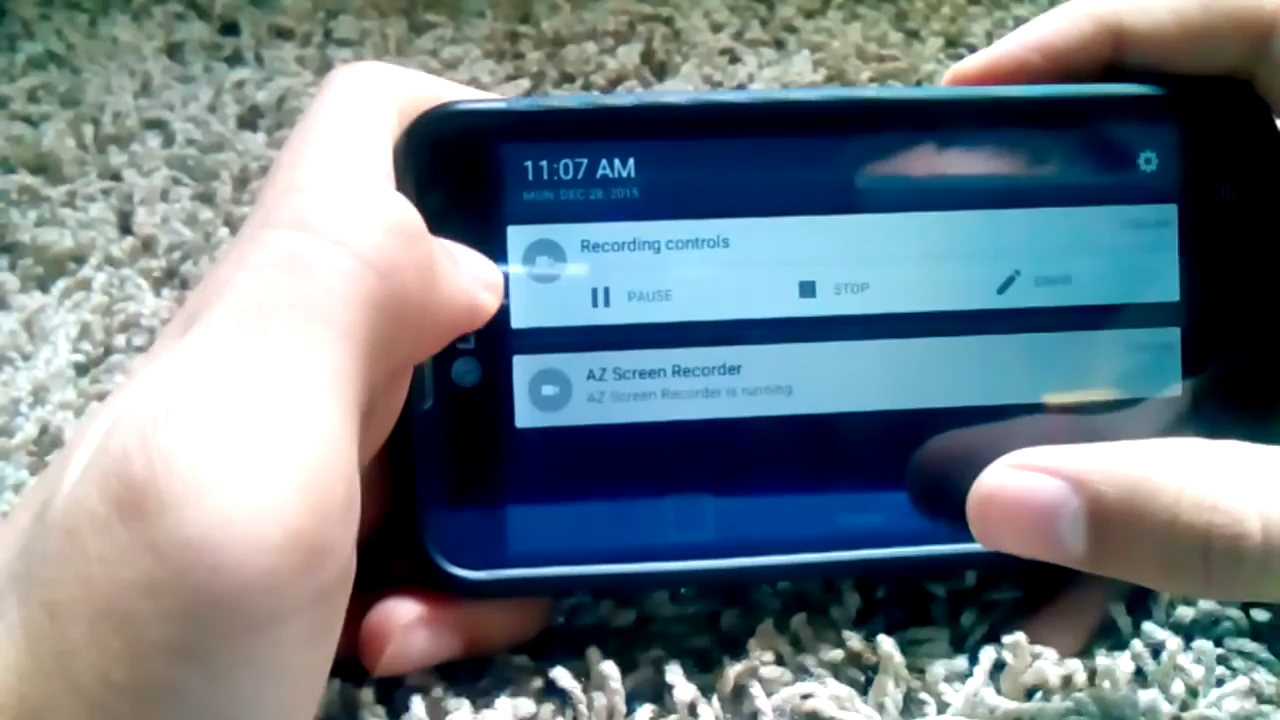 11:07 AM
MON, DEC 28, 2015
Recording controls
PAUSE
STOP
DRAW
AZ Screen Recorder
AZ Screen Recorder is running